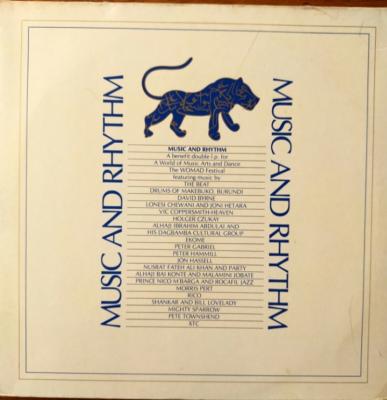 MUSIC AND RHYTHM
MUSIC AND RHYTHM
MUSIC AND RHYTHM
A benefit double l.p. for
A World of Music Arts and Dance
The WOMAD Festival
featuring music by
THE BEAT
DRUMS OF MAKEBUKO, BURUNDI
DAVID BYRNE
LONESI CHEWANI AND JONI HETARA
VIC COPPERSMITH-HEAVEN
HOLGER CZUKAY
ALHAJI IBRAHIM ABDULAI AND
HIS DAGBAMBA CULTURAL GROUP
EKOME
PETER GABRIEL
PETER HAMMILL
JON HASSELL
NUSRAT FATEH ALI KHAN AND PARTY
ALHAJI BAI KONTE AND MALAMINI JOBATE
PRINCE NICO M'BARGA AND ROCAFIL JAZZ
MORRIS PERT
RICO
SHANKAR AND BILL LOVELADY
MIGHTY SPARROW
PETE TOWNSHEND
XTC